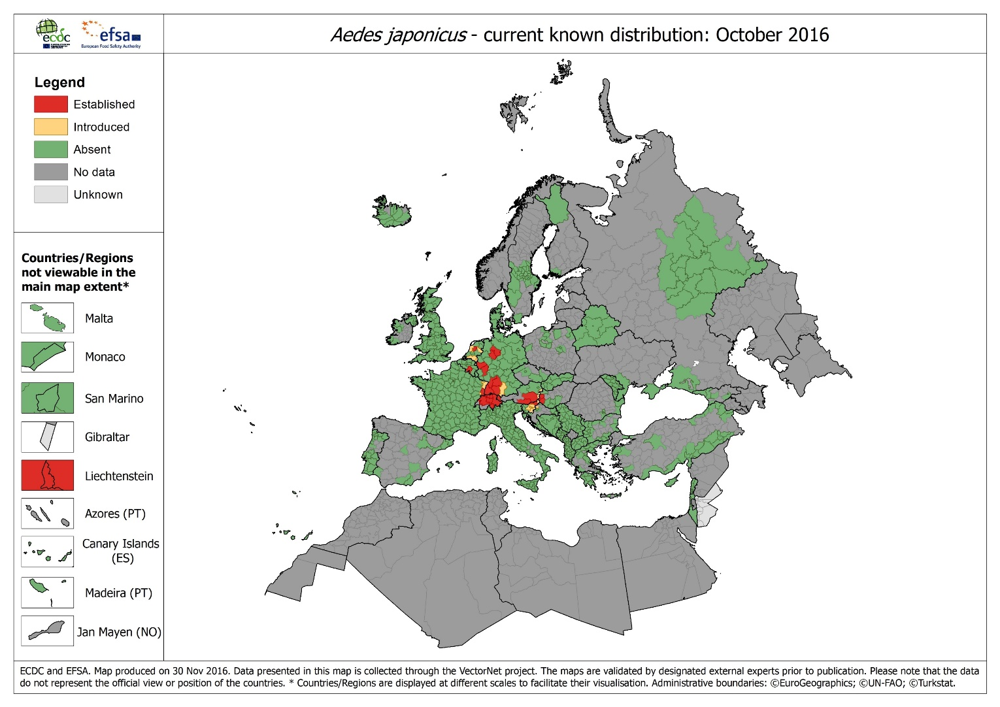 ecdc
efsa
European Food Safety Authority
Aedes japonicus - current known distribution: October 2016
Legend
Established
Introduced
Absent
No data
Unknown
Countries/Regions
not viewable in the
main map extent*
Malta
Monaco
San Marino
Gibraltar
Liechtenstein
Azores (PT)
Canary Islands
(ES)
Madeira (PT)
Jan Mayen (NO)
ECDC and EFSA. Map produced on 30 Nov 2016. Data presented in this map is collected through the VectorNet project. The maps are validated by designated external experts prior to publication. Please note that the data
do not represent the official view or position of the countries. * Countries/Regions are displayed at different scales to facilitate their visualisation. Administrative boundaries: ©EuroGeographics; ©UN-FAO; ©Turkstat.